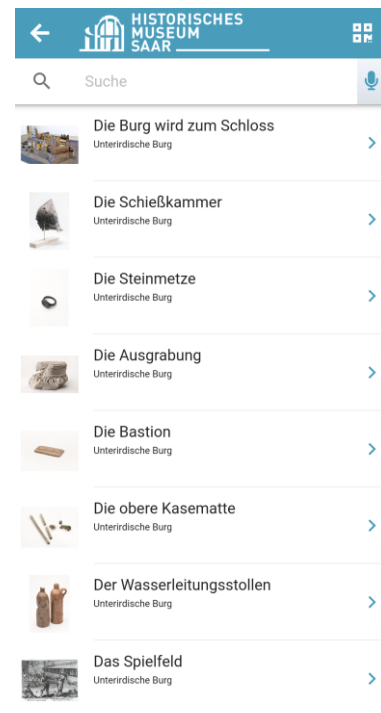 HISTORISCHES
MUSEUM
SAAR
Suche
Die Burg wird zum Schloss
Unterirdische Burg
Die Schießkammer
Unterirdische Burg
Die Steinmetze
Unterirdische Burg
Die Ausgrabung
Unterirdische Burg
Die Bastion
Unterirdische Burg
Die obere Kasematte
Unterirdische Burg
Der Wasserleitungsstollen
Unterirdische Burg
Das Spielfeld
Unterirdische Burg